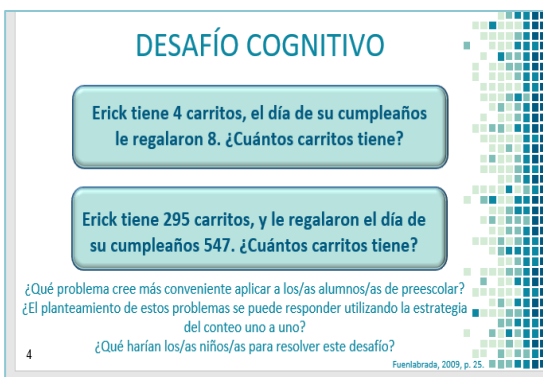 DESAFÍO COGNITIVO
Erick tiene 4 carritos, el día de su cumpleaños
le regalaron 8. ¿Cuántos carritos tiene?
Erick tiene 295 carritos, y le regalaron el día de
su cumpleaños 547. ¿Cuántos carritos tiene?
¿Qué problema cree más conveniente aplicar a los/as alumnos/as de preescolar?
¿El planteamiento de estos problemas se puede responder utilizando la estrategia
del conteo uno a uno?
¿Qué harían los/as niños/as para resolver este desafío?
4
Fuenlabrada, 2009, p. 25.